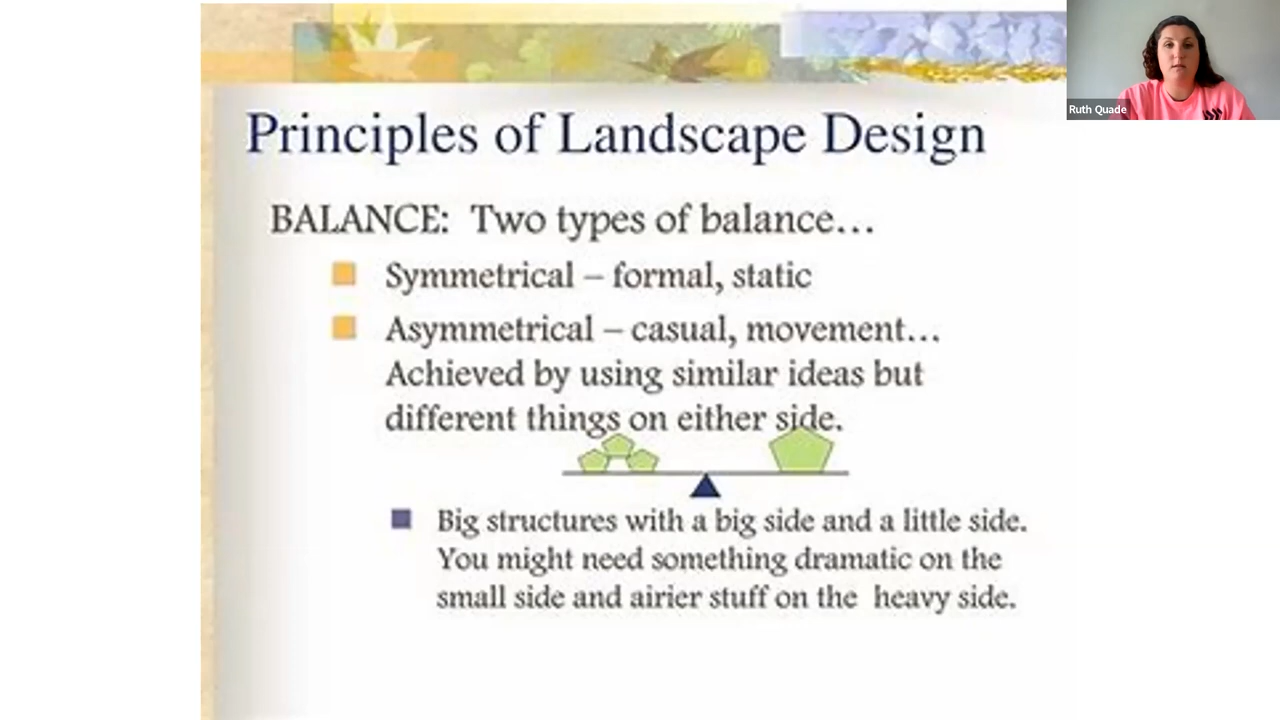 Ruth Quade
Principles of Landscape Design
BALANCE: Two types of balance...
Symmetrical – formal, static
Asymmetrical – casual, movement...
Achieved by using similar ideas but
different things on either side.
Big structures with a big side and a little side.
You might need something dramatic on the
small side and airier stuff on the heavy side.